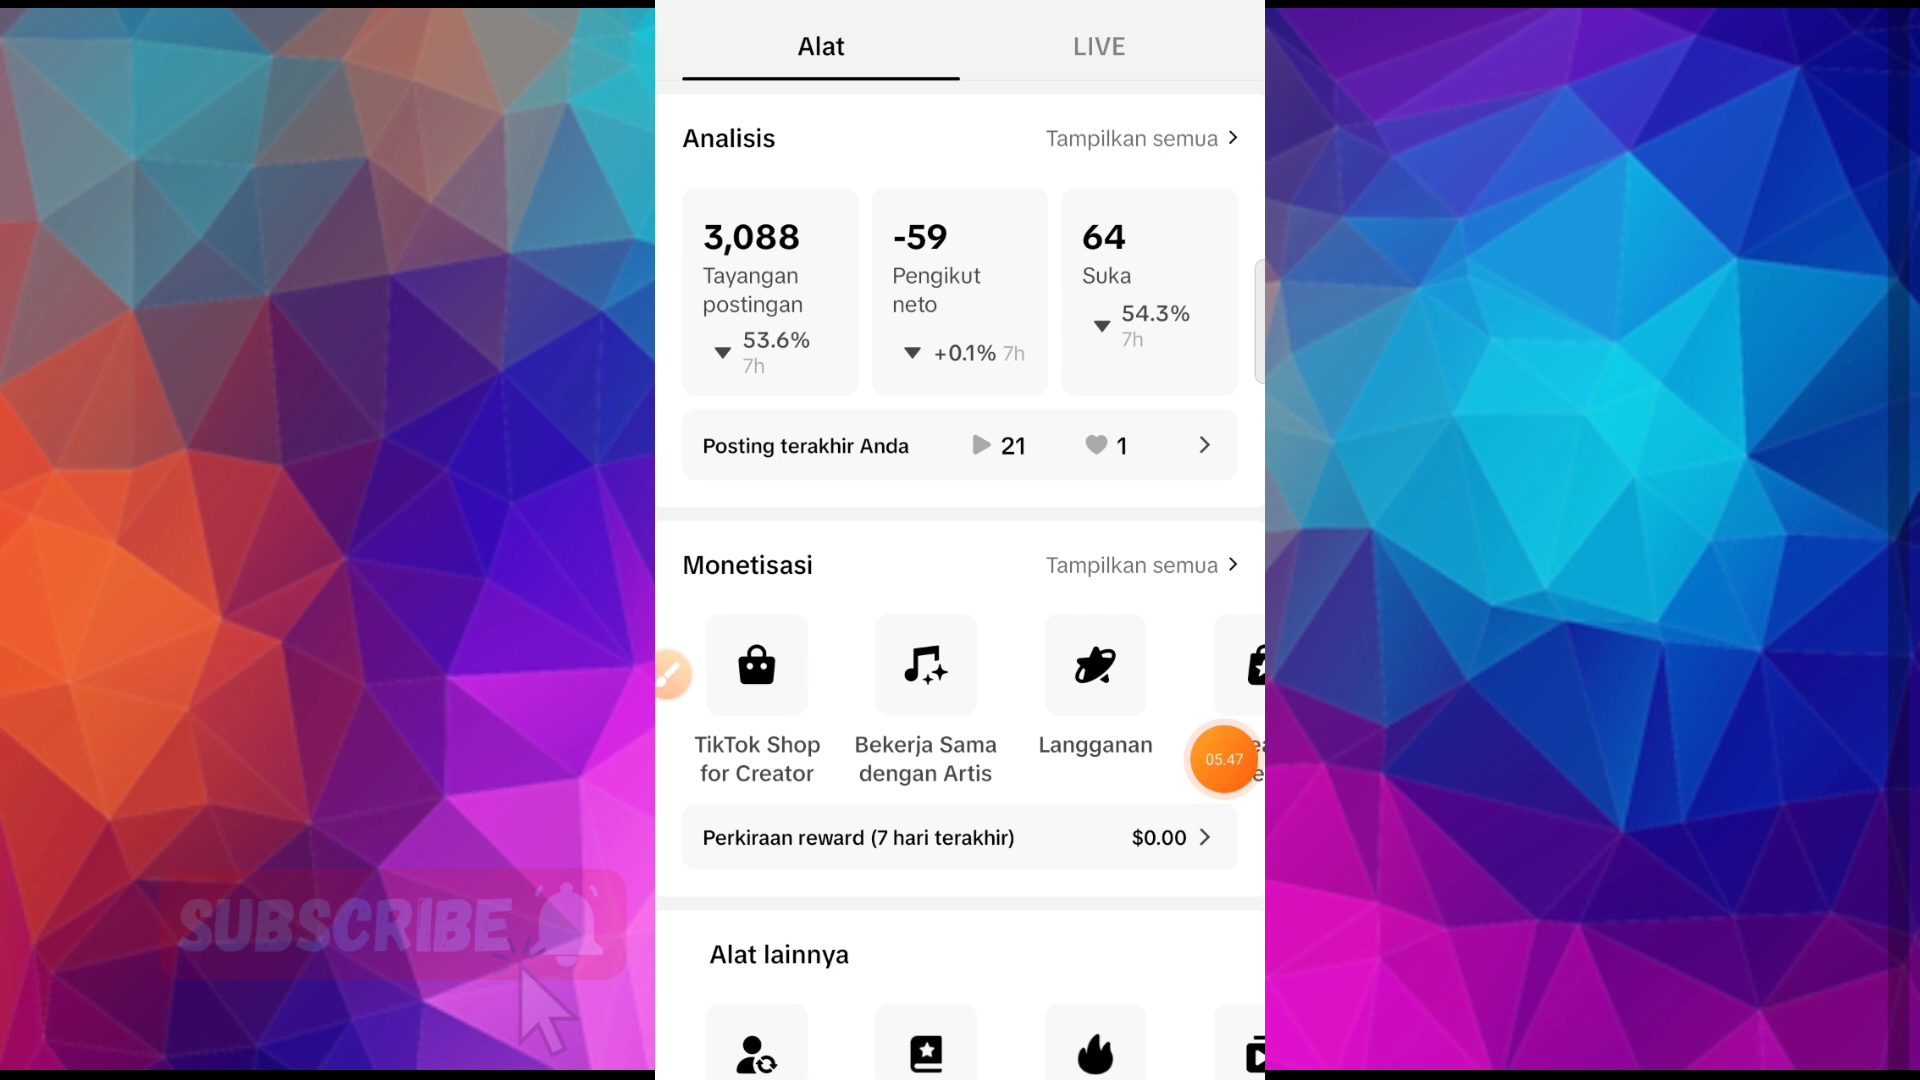 Alat
LIVE
Analisis
Tampilkan semua
3,088
Tayangan
postingan
53.6%
7h
-59
Pengikut
neto
+0.1% 7h
64
Suka
54.3%
7h
Posting terakhir Anda
21
1
Monetisasi
Tampilkan semua
TikTok Shop
for Creator
Bekerja Sama
dengan Artis
Langganan
05.47
Perkiraan reward (7 hari terakhir)
$0.00
Alat lainnya
SUBSCRIBE